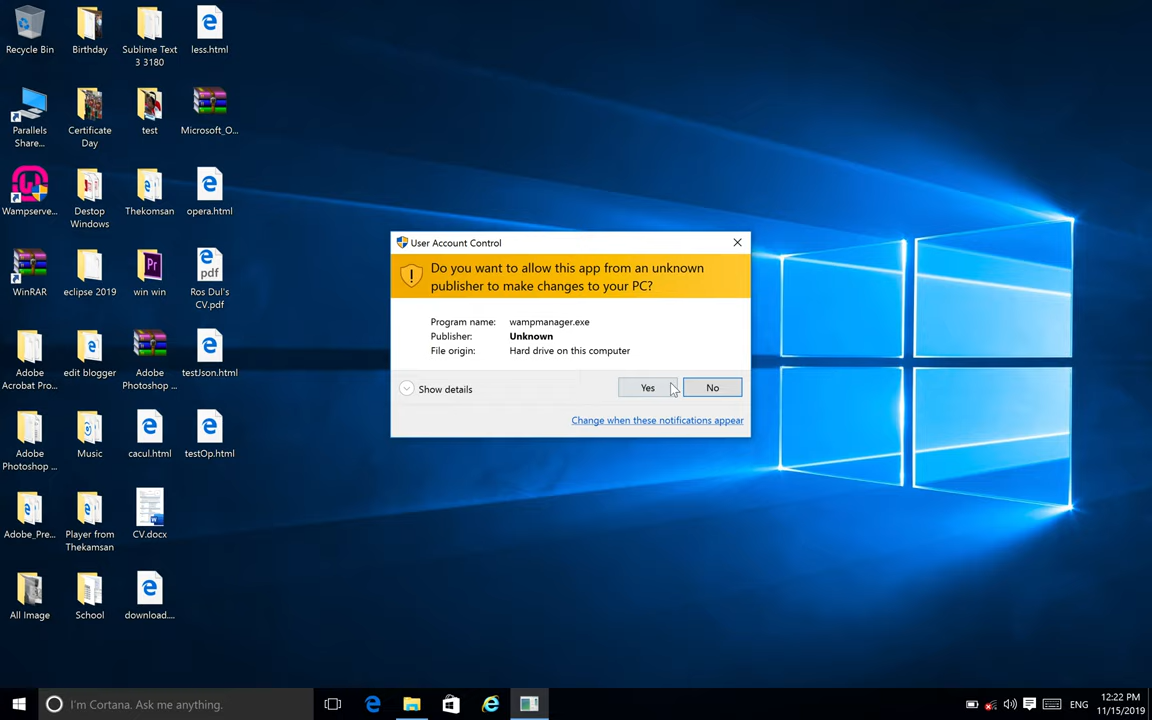 Recycle Bin
Birthday
Sublime Text
3 3180
less.html
Parallels
Share...
Certificate
Day
test
Microsoft_O...
Wampserve...
Destop
Windows
Thekomsan
opera.html
WinRAR
eclipse 2019
Pr
win win
pdf
Ros Dul's
CV.pdf
Adobe
Acrobat Pro...
edit blogger
Adobe
Photoshop ...
testJson.html
Adobe
Photoshop ...
Music
cacul.html
testOp.html
Adobe_Pre...
Player from
Thekamsan
CV.docx
All Image
School
download....
User Account Control
Do you want to allow this app from an unknown
publisher to make changes to your PC?
Program name: wampmanager.exe
Publisher: Unknown
File origin: Hard drive on this computer
Show details
Yes
No
Change when these notifications appear
I'm Cortana. Ask me anything.
ENG
12:22 PM
11/15/2019